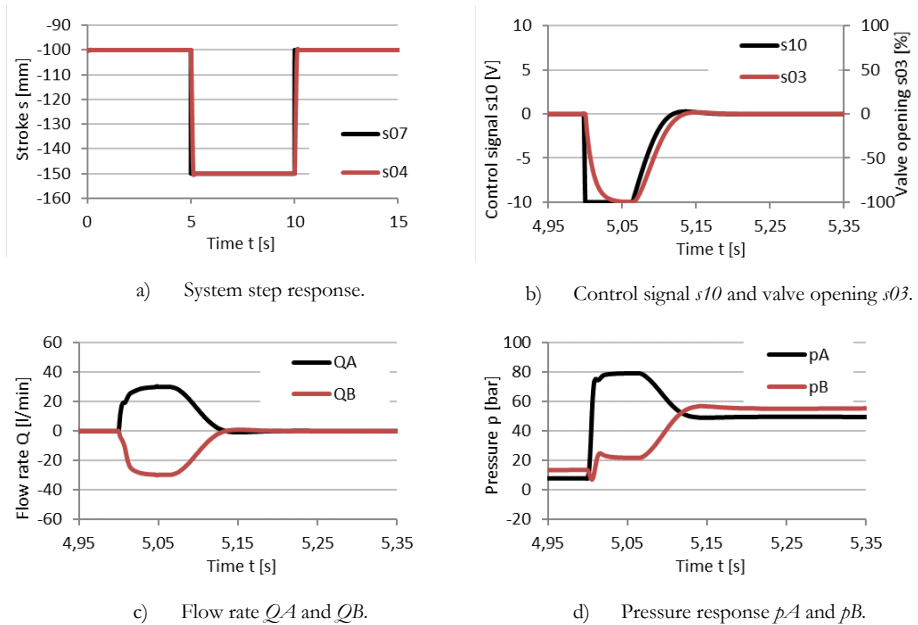 -90
-100
-110
-120
-130
-140
-150
-160
Stroke s [mm]
s07
s04
0 5 10 15
Time t [s]
a) System step response.
10
5
0
-5
-10
Control signal s10 [V]
s10
s03
100
50
0
-50
-100
Valve opening s03 [%]
4,95 5,05 5,15 5,25 5,35
Time t [s]
b) Control signal s10 and valve opening s03.
60
40
20
0
-20
-40
-60
Flow rate Q [l/min]
QA
QB
4,95 5,05 5,15 5,25 5,35
Time t [s]
c) Flow rate QA and QB.
100
80
60
40
20
0
-20
Pressure p [bar]
pA
pB
4,95 5,05 5,15 5,25 5,35
Time t [s]
d) Pressure response pA and pB.